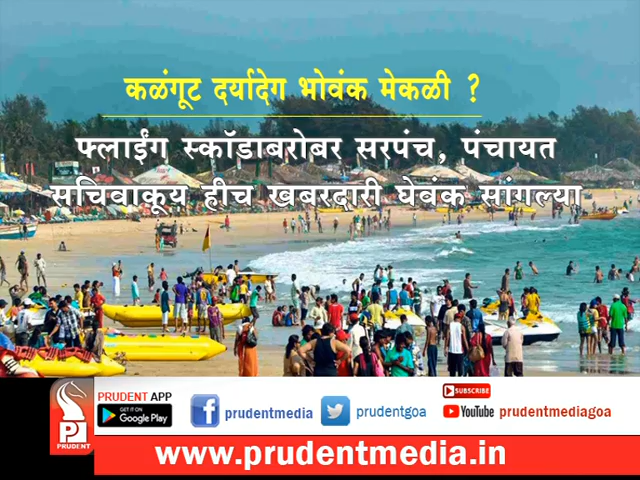 कळंगूट दर्यादेग भोवंक मेकळी ?
फ्लाईंग स्कॉडाबरोबर सरपंच, पंचायत
सचिवाकूय हीच खबरदारी घेवंक सांगल्या
PRUDENT APP
GET IT ON
Google Play
prudentmedia
prudentgoa
SUBSCRIBE
YouTube prudentmediagoa
PRUDENT
www.prudentmedia.in